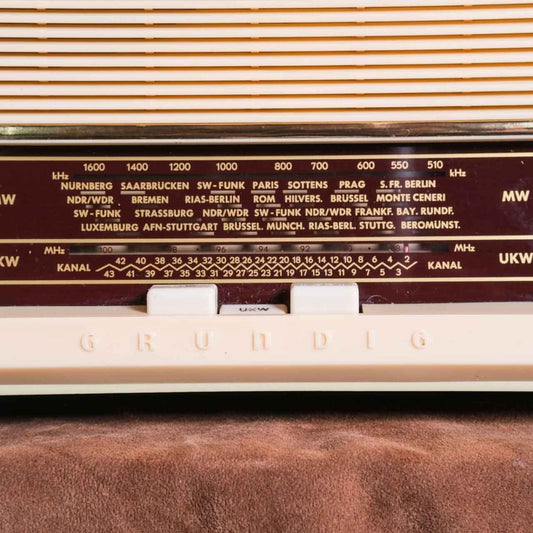 1600 1400 1200 1000 800 700 600 550 510
kHz kHz
NÜRNBERG SAARBRÜCKEN SW-FUNK PARIS SOTTENS PRAG S. FR. BERLIN
MW NDR/WDR BREMEN RIAS-BERLIN ROM HILVERS. BRÜSSEL MONTE CENERI MW
SW-FUNK STRASSBURG NDR/WDR SW-FUNK NDR/WDR FRANKF. BAY. RUNDF.
LUXEMBURG AFN-STUTTGART BRÜSSEL. MÜNCH. RIAS-BERL. STUTTG. BEROMÜNST.
MHz 100 98 96 94 92 90 88 MHz
KANAL 42 40 38 36 34 32 30 28 26 24 22 20 18 16 14 12 10 8 6 4 2 KANAL UKW
43 41 39 37 35 33 31 29 27 25 23 21 19 17 15 13 11 9 7 5 3
UKW
GRUNDIG